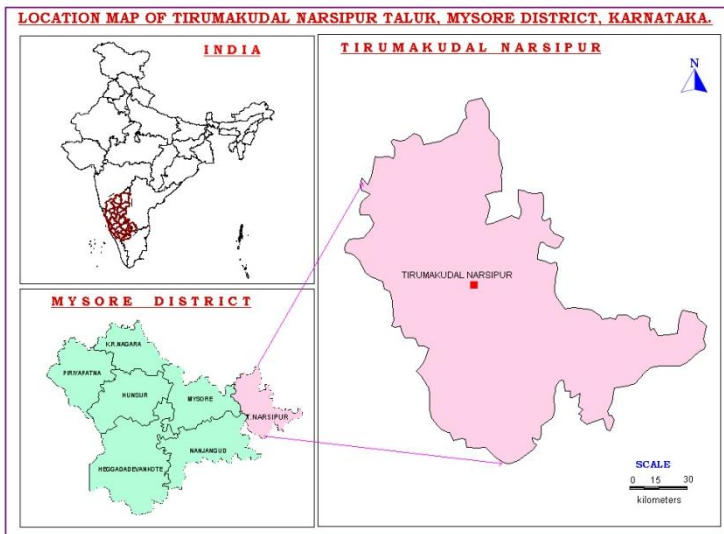 LOCATION MAP OF TIRUMAKUDAL NARSIPUR TALUK, MYSORE DISTRICT, KARNATAKA.
INDIA
TIRUMAKUDAL NARSIPUR
N
TIRUMAKUDAL NARSIPUR
MYSORE DISTRICT
K.R.NAGARA
PIRIYAPATNA
HUNSUR
MYSORE
T.NARSIPUR
NANJANGUD
HEGGADADEVANKOTE
SCALE
0 15 30
kilometers